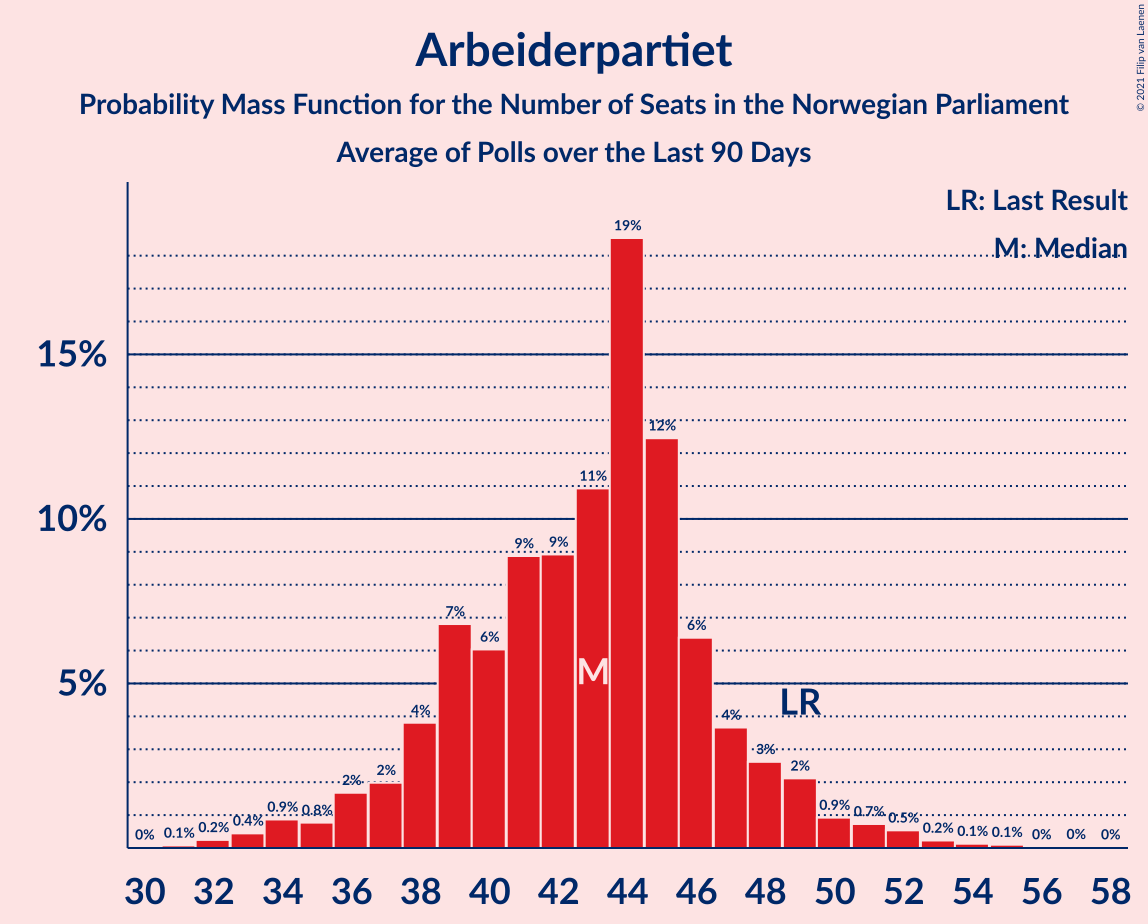 Arbeiderpartiet
Probability Mass Function for the Number of Seats in the Norwegian Parliament
Average of Polls over the Last 90 Days
© 2021 Filip van Laenen
LR: Last Result
M: Median
15%
10%
5%
0% 0.1% 0.2% 0.4% 0.9% 0.8% 2% 2% 4% 7% 6% 9% 9% 11% 19% 12% 6% 4% 3% 2% 0.9% 0.7% 0.5% 0.2% 0.1% 0.1% 0% 0% 0%
M
LR
30 32 34 36 38 40 42 44 46 48 50 52 54 56 58